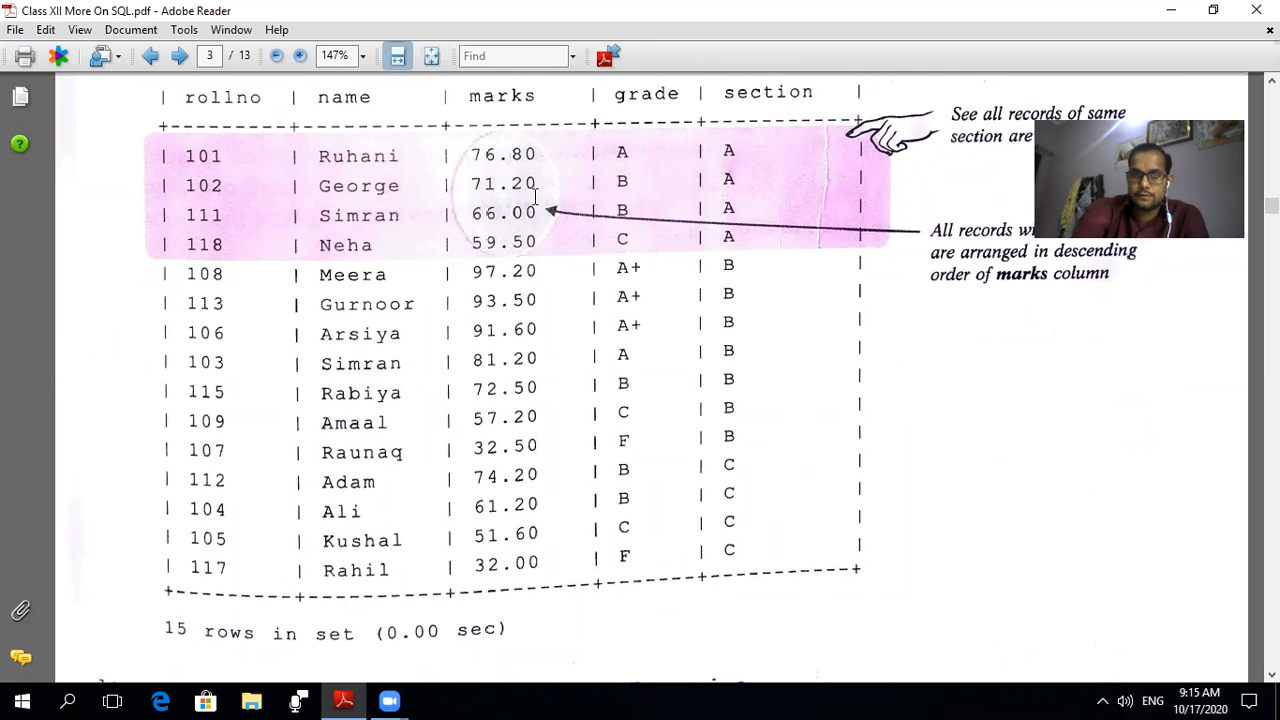 Class XII More On SQL.pdf - Adobe Reader
File Edit View Document Tools Window Help
3 / 13 147% Find
| rollno | name | marks | grade | section |
| 101 | Ruhani | 76.80 | A | A |
| 102 | George | 71.20 | B | A |
| 111 | Simran | 66.00 | B | A |
| 118 | Neha | 59.50 | C | A |
| 108 | Meera | 97.20 | A+ | B |
| 113 | Gurnoor | 93.50 | A+ | B |
| 106 | Arsiya | 91.60 | A+ | B |
| 103 | Simran | 81.20 | A | B |
| 115 | Rabiya | 72.50 | B | B |
| 109 | Amaal | 57.20 | C | B |
| 107 | Raunaq | 32.50 | F | B |
| 112 | Adam | 74.20 | B | C |
| 104 | Ali | 61.20 | B | C |
| 105 | Kushal | 51.60 | C | C |
| 117 | Rahil | 32.00 | F | C |
15 rows in set (0.00 sec)
See all records of same
section are
All records
are arranged in descending
order of marks column
ENG
9:15 AM
10/17/2020